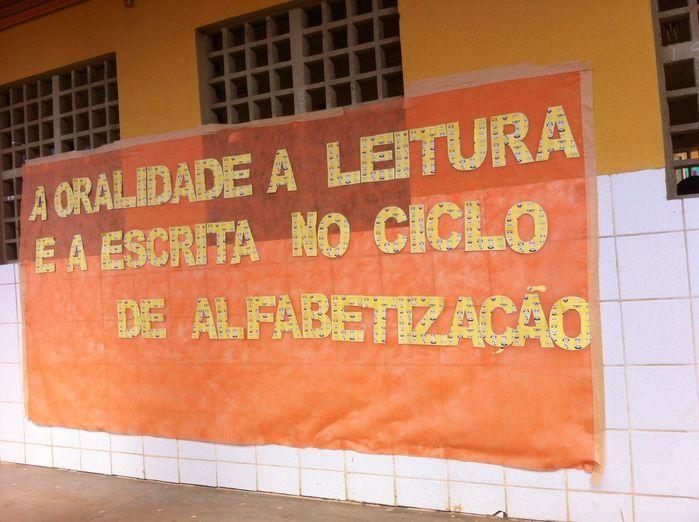 A ORALIDADE A LEITURA
E A ESCRITA NO CICLO
DE ALFABETIZAÇÃO